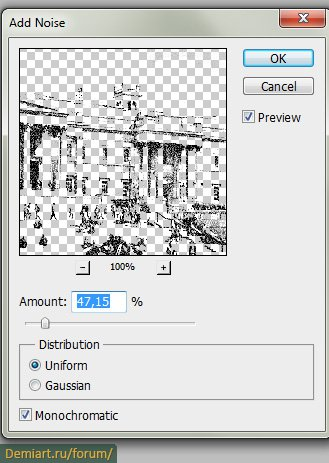 Add Noise
OK
Cancel
Preview
− 100% +
Amount: 47,15 %
Distribution
Uniform
Gaussian
Monochromatic
Demiart.ru/forum/